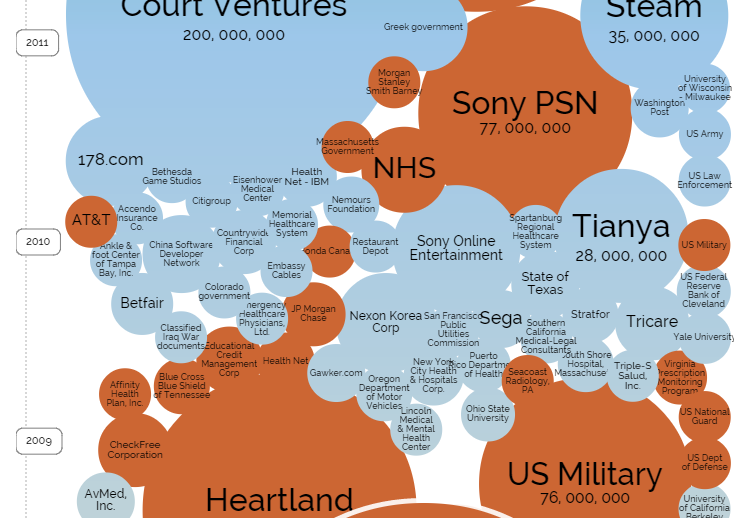 Court Ventures
200, 000, 000
Greek government
Steam
35, 000, 000
2011
Morgan
Stanley
Smith Barney
Sony PSN
77, 000, 000
University
of Wisconsin
- Milwaukee
Washington
Post
US Army
Massachusetts
Government
NHS
178.com
Bethesda
Game Studios
Health
Net - IBM
Eisenhower
Medical
Center
US Law
Enforcement
Citigroup
Nemours
Foundation
AT&T
Accendo
Insurance
Co.
Memorial
Healthcare
System
Spartanburg
Regional
Healthcare
System
Tianya
28, 000, 000
2010
Ankle &
foot Center
of Tampa
Bay, Inc.
China Software
Developer
Network
Countrywide
Financial
Corp
onda Cana
Restaurant
Depot
Sony Online
Entertainment
US Military
Embassy
Cables
State of
Texas
US Federal
Reserve
Bank of
Cleveland
Colorado
government
Betfair
mergency
Healthcare
Physicians,
Ltd.
JP Morgan
Chase
Nexon Korea
Corp
San Francisco
Public
Utilities
Commission
Sega
Southern
California
Medical-Legal
Consultants
Stratfor
Tricare
Yale University
Classified
Iraq War
documents
Educational
Credit
Management
Corp
Health Net
Gawker.com
New York
City Health
& Hospitals
Corp.
Puerto
Rico Departme
of Health
South Shore
Hospital,
Massachuse
Triple-S
Salud,
Inc.
Virginia
Prescription
Monitoring
Program
Affinity
Health
Plan, Inc.
Blue Cross
Blue Shield
of Tennessee
Oregon
Department
of Motor
Vehicles
Seacoast
Radiology,
PA
Lincoln
Medical
& Mental
Health
Center
Ohio State
University
US National
Guard
2009
CheckFree
Corporation
US Dept
of Defense
AvMed,
Inc.
Heartland
US Military
76, 000, 000
University
of California
Berkeley